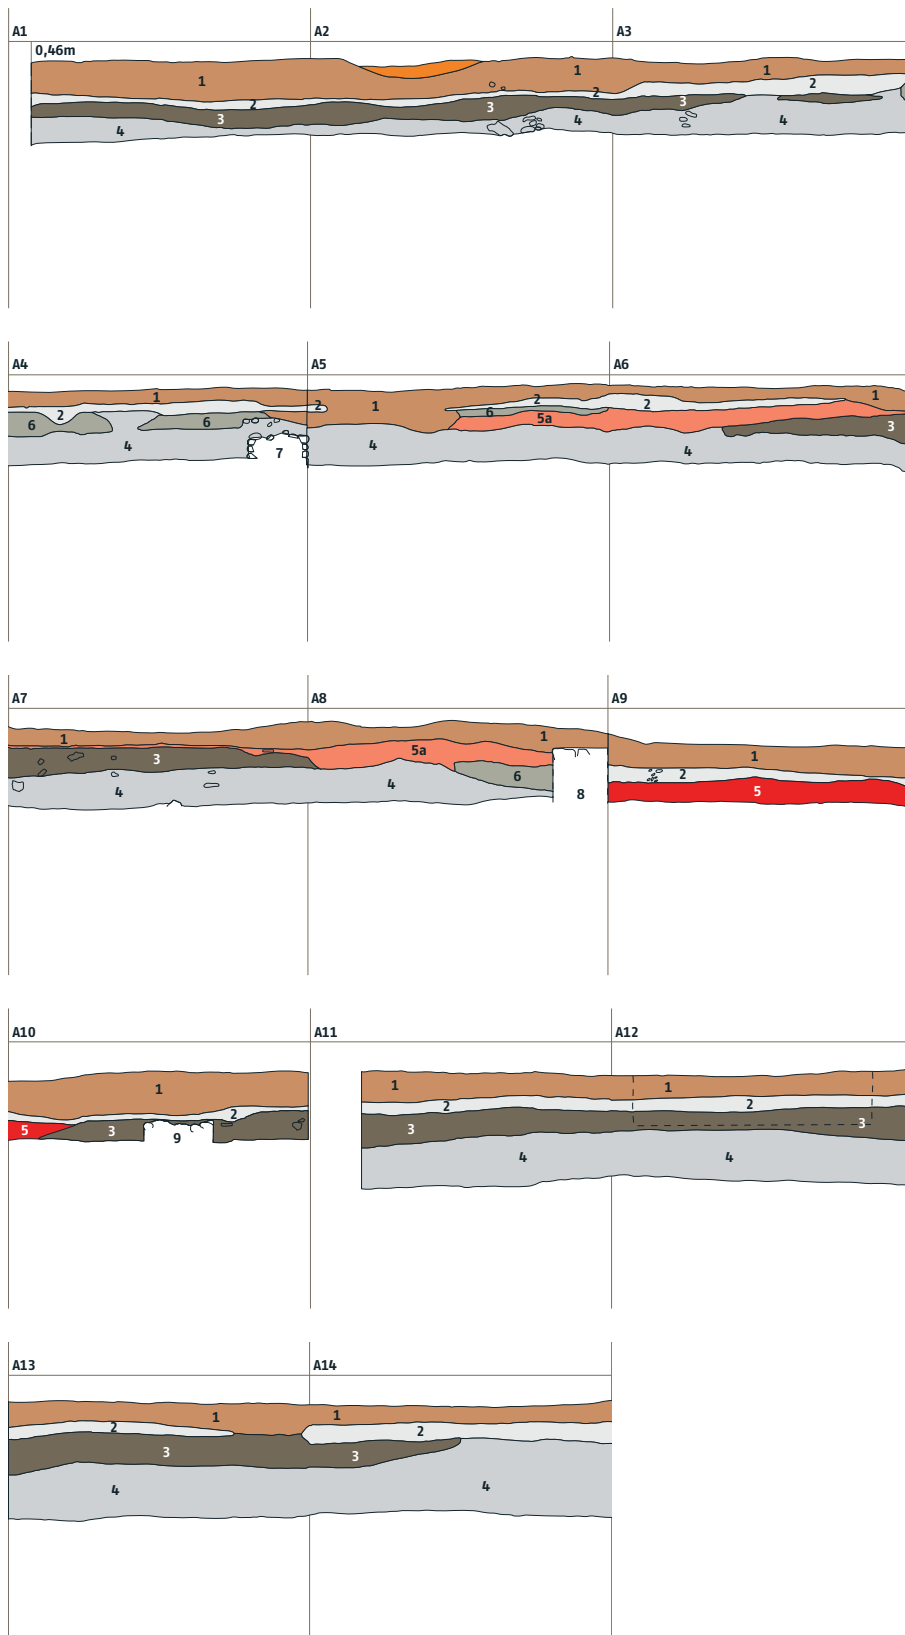 A1 A2 A3
0,46m
1 1 1
2 2 2
3 3 3
4 4 4
A4 A5 A6
1 1 2 2 2 1
6 2 6 6 5a 3
4 7 4 4
A7 A8 A9
1 1 1
3 5a 2
4 4 6 8 5
A10 A11 A12
1 1 1
2 2 2
5 3 9 3 3
4 4
A13 A14
1 1
2 2
3 3
4 4